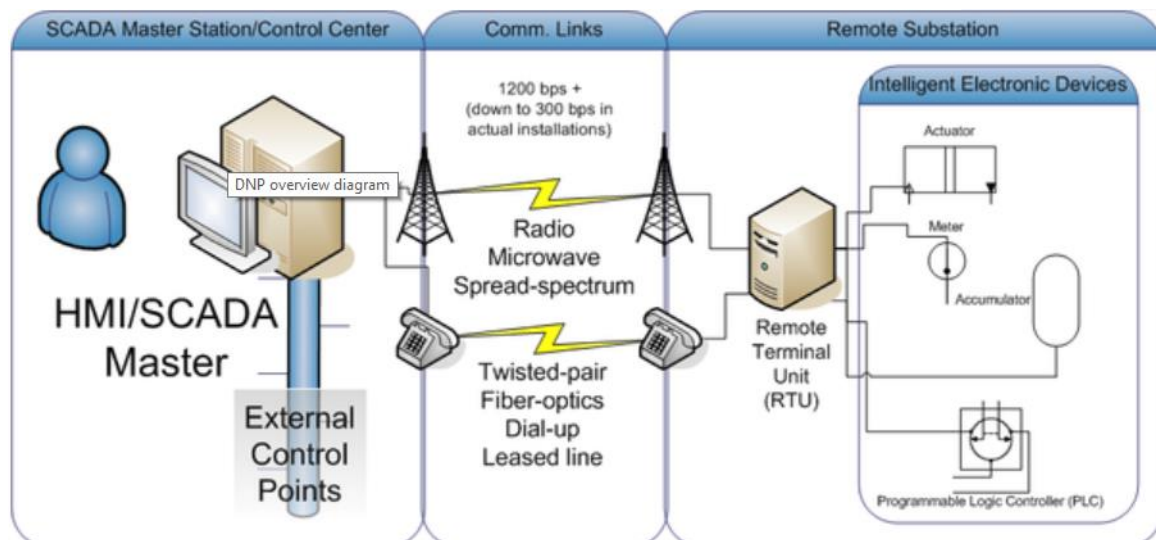 SCADA Master Station/Control Center
Comm. Links
Remote Substation
1200 bps +
(down to 300 bps in
actual installations)
Intelligent Electronic Devices
Actuator
DNP overview diagram
Radio
Microwave
Spread-spectrum
Meter
Accumulator
HMI/SCADA
Master
Remote
Terminal
Unit
(RTU)
Twisted-pair
Fiber-optics
Dial-up
Leased line
External
Control
Points
Programmable Logic Controller (PLC)